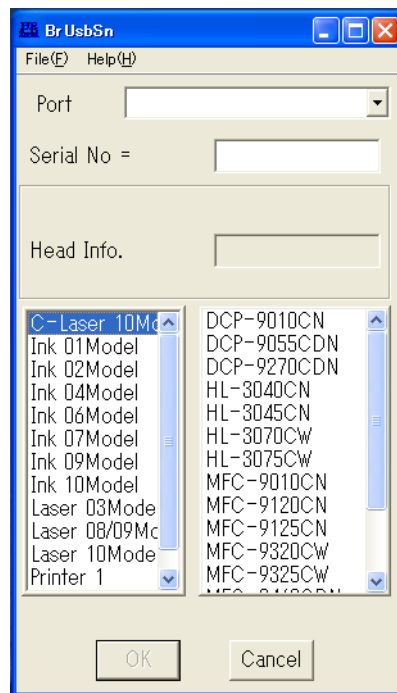 BrUsbSn
File(F) Help(H)
Port
Serial No =
Head Info.
C-Laser 10Mo
Ink 01Model
Ink 02Model
Ink 04Model
Ink 06Model
Ink 07Model
Ink 09Model
Ink 10Model
Laser 03Mode
Laser 08/09Mo
Laser 10Mode
Printer 1
DCP-9010CN
DCP-9055CDN
DCP-9270CDN
HL-3040CN
HL-3045CN
HL-3070CW
HL-3075CW
MFC-9010CN
MFC-9120CN
MFC-9125CN
MFC-9320CW
MFC-9325CW
OK Cancel